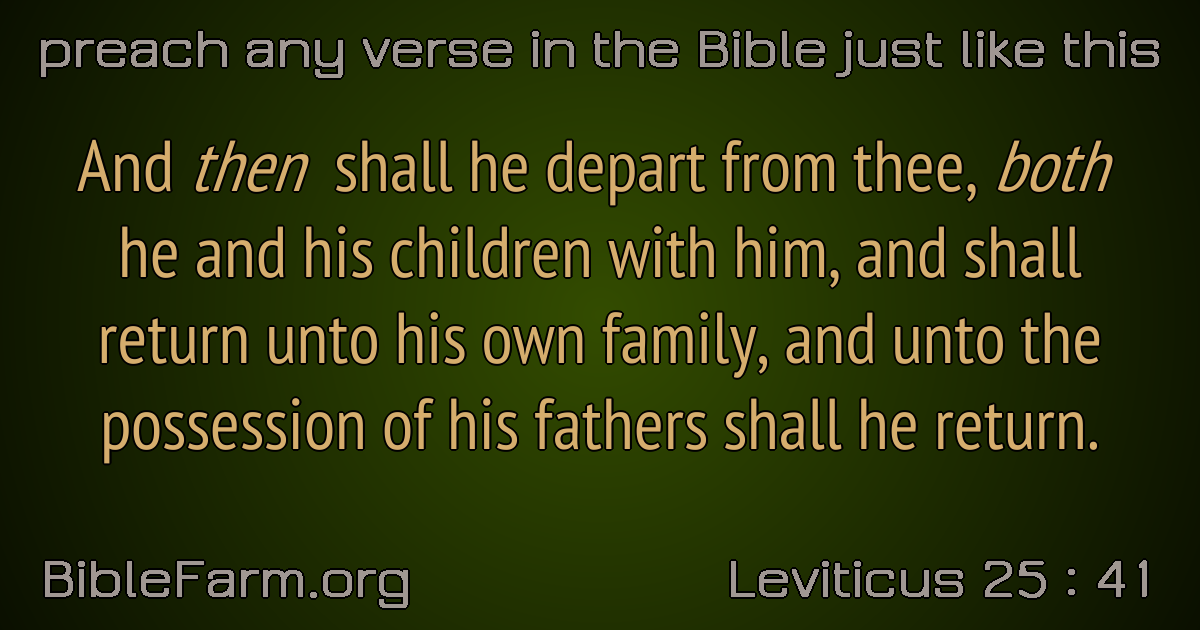 preach any verse in the Bible just like this
And then shall he depart from thee, both
he and his children with him, and shall
return unto his own family, and unto the
possession of his fathers shall he return.
BibleFarm.org
Leviticus 25 : 41